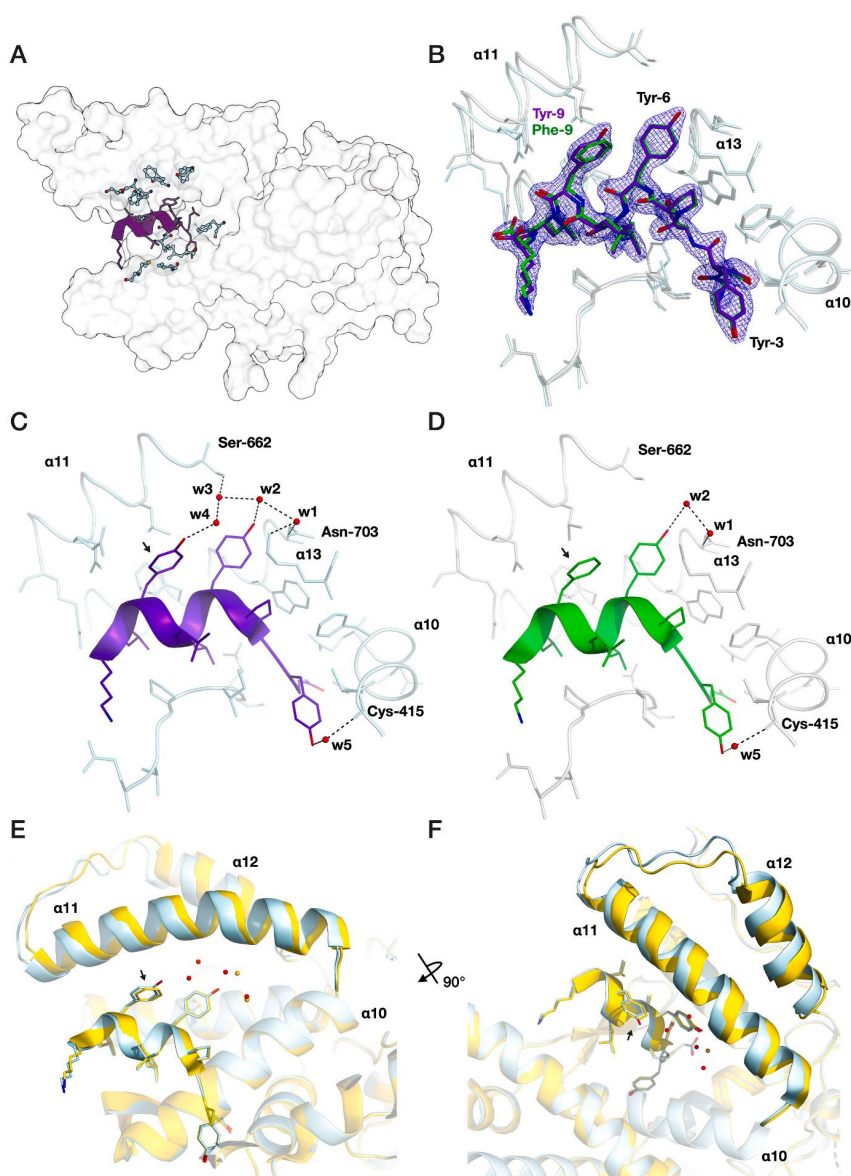 A
B
α11
Tyr-6
Tyr-9
Phe-9
α13
α10
Tyr-3
C
Ser-662
α11
w3
w2
w4
w1
Asn-703
α13
α10
Cys-415
w5
D
Ser-662
α11
w2
w1
Asn-703
α13
α10
Cys-415
w5
E
α12
α11
α10
90°
F
α12
α11
α10